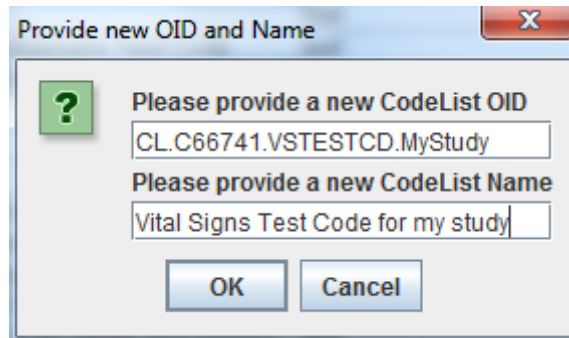 Provide new OID and Name
Please provide a new CodeList OID
CL.C66741.VSTESTCD.MyStudy
Please provide a new CodeList Name
Vital Signs Test Code for my study
OK Cancel